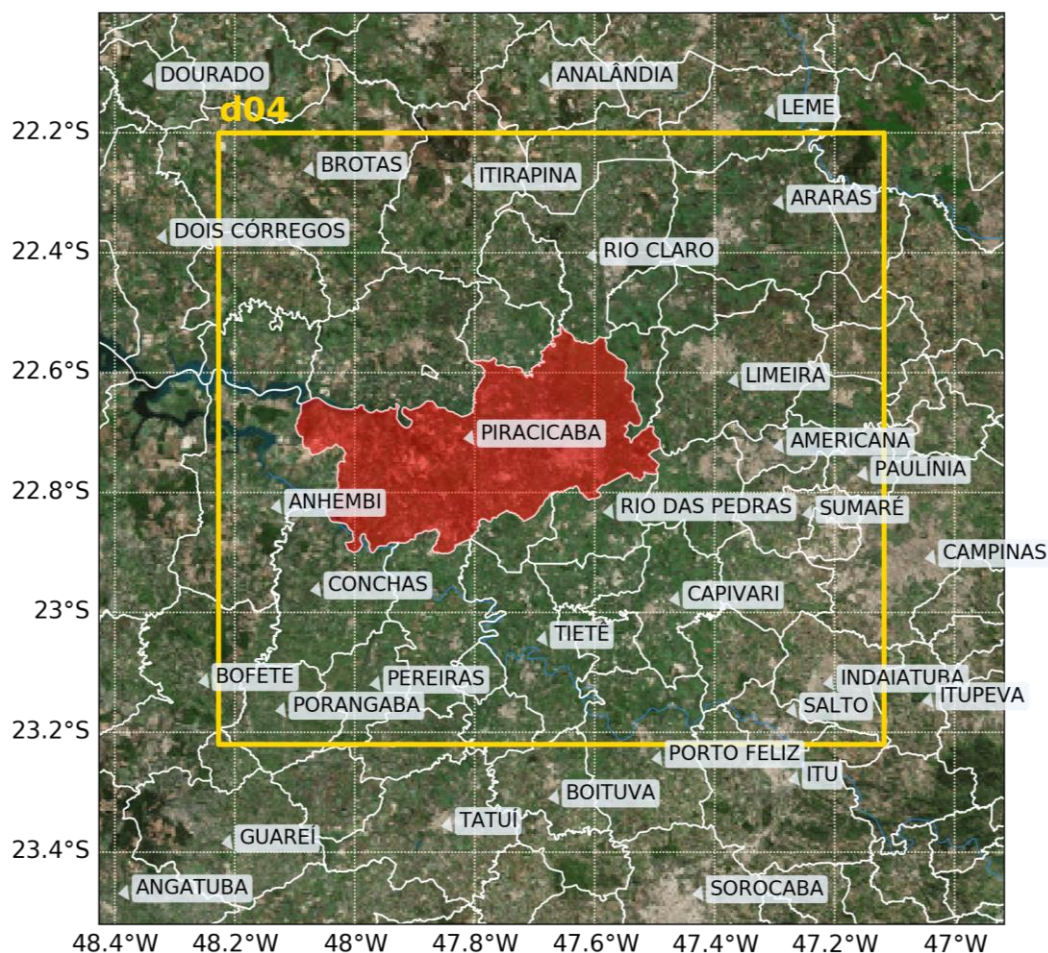 DOURADO
ANALÂNDIA
d04
LEME
22.2°S
BROTAS
ITIRAPINA
ARARAS
DOIS CÓRREGOS
RIO CLARO
22.4°S
22.6°S
LIMEIRA
PIRACICABA
AMERICANA
PAULÍNIA
22.8°S
ANHEMBI
RIO DAS PEDRAS
SUMARÉ
CAMPINAS
CONCHAS
CAPIVARI
23°S
TIETÊ
BOFETE
PEREIRAS
INDAIATUBA
ITUPEVA
PORANGABA
SALTO
23.2°S
PORTO FELIZ
ITU
BOITUVA
TATUÍ
GUAREÍ
23.4°S
ANGATUBA
SOROCABA
48.4°W 48.2°W 48°W 47.8°W 47.6°W 47.4°W 47.2°W 47°W